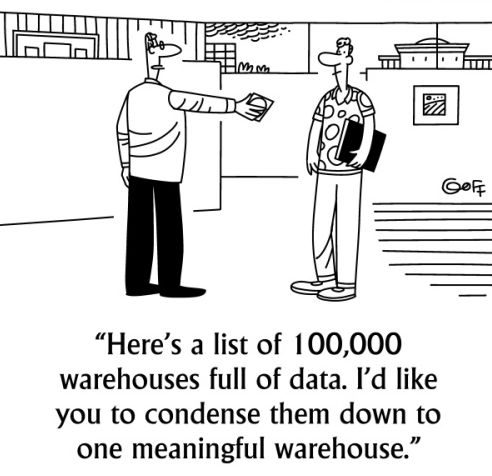 GOFF
“Here’s a list of 100,000
warehouses full of data. I’d like
you to condense them down to
one meaningful warehouse.”